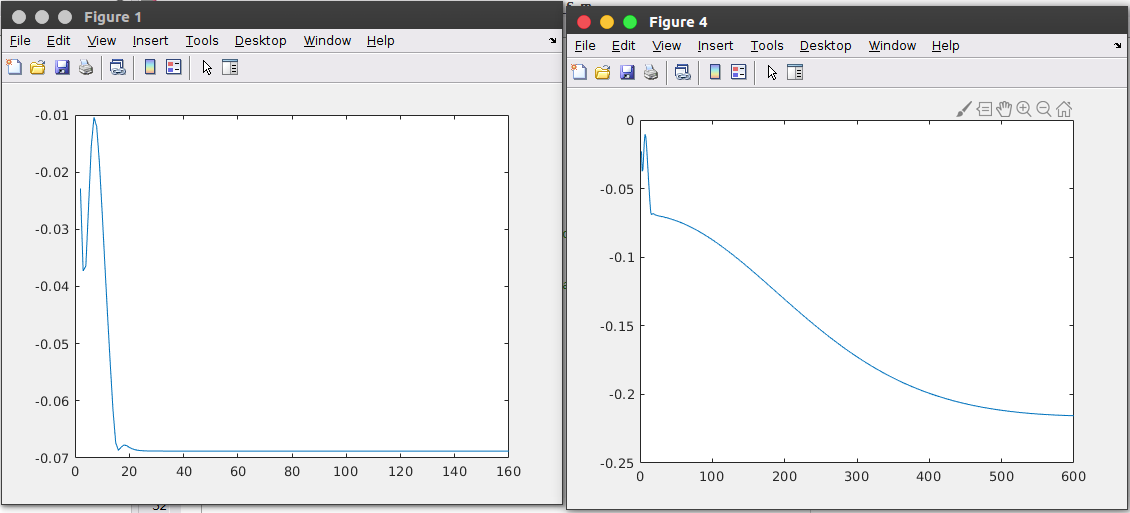 Figure 1
File Edit View Insert Tools Desktop Window Help
-0.01
-0.02
-0.03
-0.04
-0.05
-0.06
-0.07
0 20 40 60 80 100 120 140 160
Figure 4
File Edit View Insert Tools Desktop Window Help
0
-0.05
-0.1
-0.15
-0.2
-0.25
0 100 200 300 400 500 600